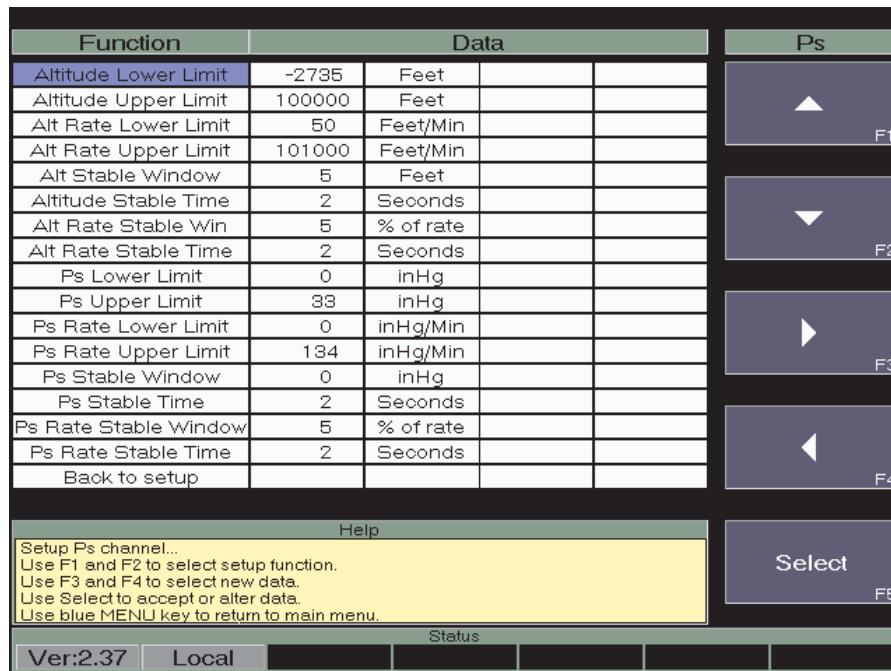 Function Data Ps
Altitude Lower Limit -2735 Feet
Altitude Upper Limit 100000 Feet
Alt Rate Lower Limit 50 Feet/Min
Alt Rate Upper Limit 101000 Feet/Min
Alt Stable Window 5 Feet
Altitude Stable Time 2 Seconds
Alt Rate Stable Win 5 % of rate
Alt Rate Stable Time 2 Seconds
Ps Lower Limit 0 inHg
Ps Upper Limit 33 inHg
Ps Rate Lower Limit 0 inHg/Min
Ps Rate Upper Limit 134 inHg/Min
Ps Stable Window 0 inHg
Ps Stable Time 2 Seconds
Ps Rate Stable Window 5 % of rate
Ps Rate Stable Time 2 Seconds
Back to setup
F1
F2
F3
F4
Help
Setup Ps channel...
Use F1 and F2 to select setup function.
Use F3 and F4 to select new data.
Use Select to accept or alter data.
Use blue MENU key to return to main menu.
Select
F5
Status
Ver:2.37 Local